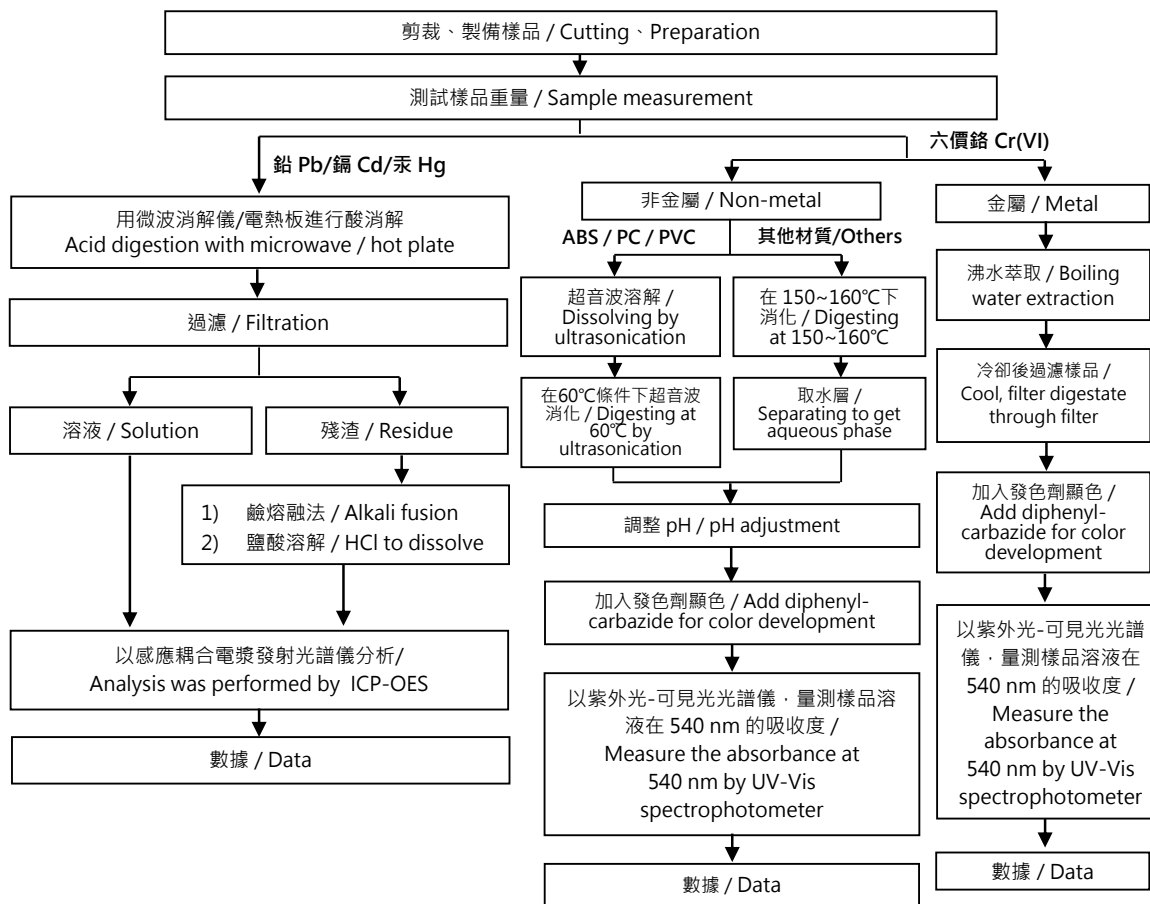 剪裁、製備樣品 / Cutting、Preparation
測試樣品重量 / Sample measurement
鉛 Pb/鎘 Cd/汞 Hg
用微波消解儀/電熱板進行酸消解
Acid digestion with microwave / hot plate
過濾 / Filtration
溶液 / Solution
殘渣 / Residue
1) 鹼熔融法 / Alkali fusion
2) 鹽酸溶解 / HCl to dissolve
以感應耦合電漿發射光譜儀分析/
Analysis was performed by ICP-OES
數據 / Data
六價鉻 Cr(VI)
非金屬 / Non-metal
ABS / PC / PVC
超音波溶解 /
Dissolving by
ultrasonication
在60℃條件下超音波
消化 / Digesting at
60℃ by
ultrasonication
其他材質/Others
在 150~160℃下
消化 / Digesting
at 150~160℃
取水層 /
Separating to get
aqueous phase
調整 pH / pH adjustment
加入發色劑顯色 / Add diphenyl-
carbazide for color development
以紫外光-可見光光譜儀，量測樣品溶
液在 540 nm 的吸收度 /
Measure the absorbance at
540 nm by UV-Vis
spectrophotometer
數據 / Data
金屬 / Metal
沸水萃取 / Boiling
water extraction
冷卻後過濾樣品 /
Cool, filter digestate
through filter
加入發色劑顯色 /
Add diphenyl-
carbazide for color
development
以紫外光-可見光光譜
儀，量測樣品溶液在
540 nm 的吸收度 /
Measure the
absorbance at
540 nm by UV-Vis
spectrophotometer
數據 / Data